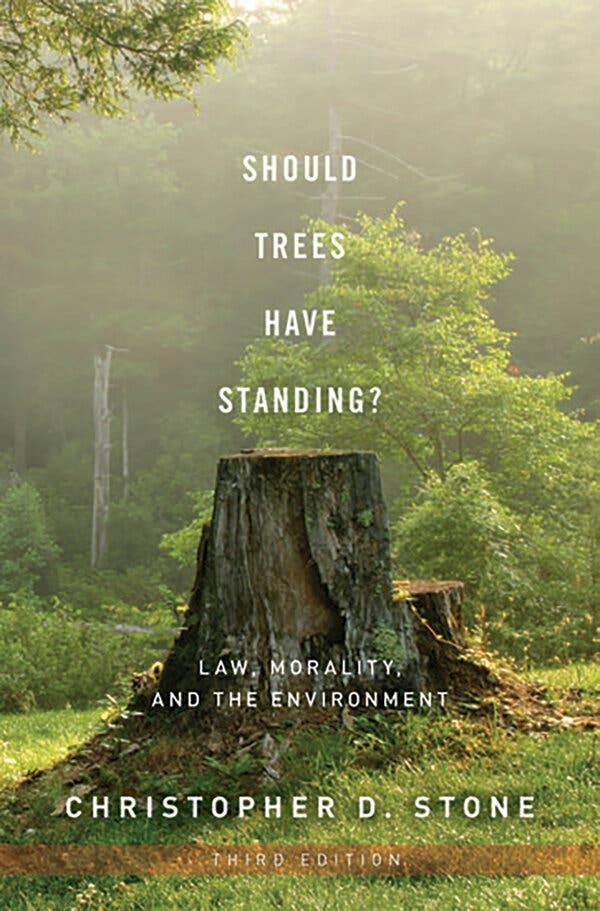 SHOULD
TREES
HAVE
STANDING?
LAW, MORALITY,
AND THE ENVIRONMENT
CHRISTOPHER D. STONE
THIRD EDITION